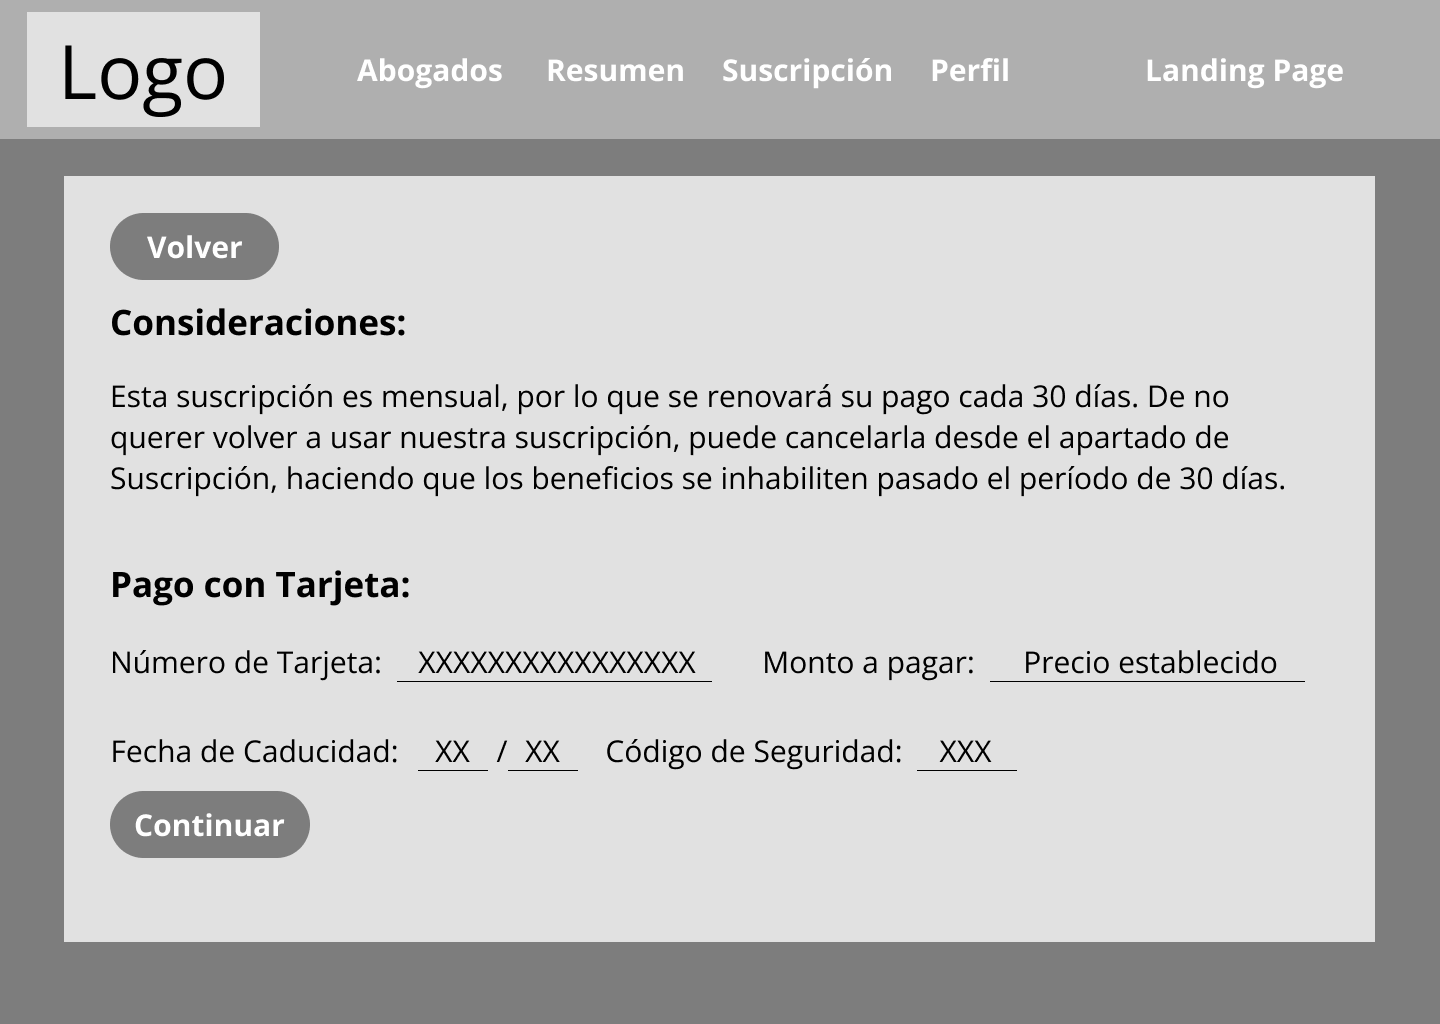 Logo
Abogados Resumen Suscripción Perfil Landing Page
Volver
Consideraciones:
Esta suscripción es mensual, por lo que se renovará su pago cada 30 días. De no
querer volver a usar nuestra suscripción, puede cancelarla desde el apartado de
Suscripción, haciendo que los beneficios se inhabiliten pasado el período de 30 días.
Pago con Tarjeta:
Número de Tarjeta: XXXXXXXXXXXXXXXX Monto a pagar: Precio establecido
Fecha de Caducidad: XX / XX Código de Seguridad: XXX
Continuar